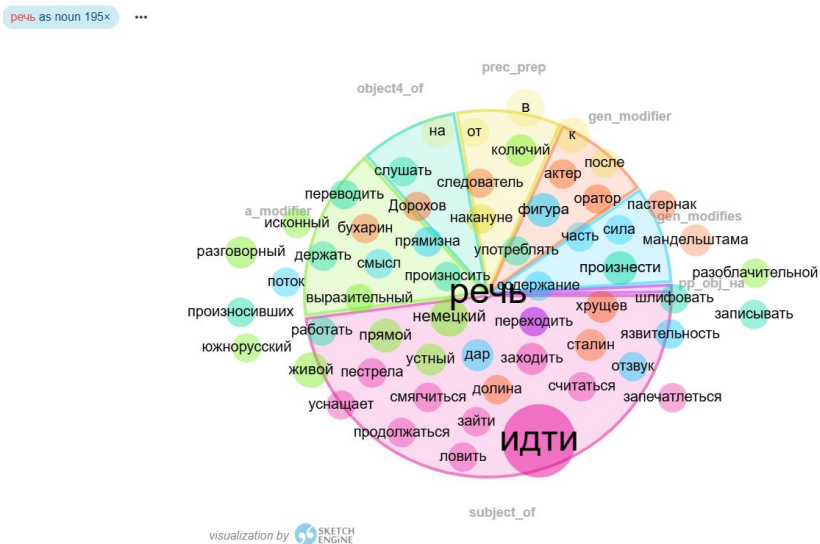 речь as noun 195×
•••
prec_prep
object4_of
в
gen_modifier
на
от
к
колючий
после
слушать
следователь
актер
переводить
Дорохов
фигура
оратор
пастернак
a_modifier
исконный
бухарин
накануне
gen_modifies
часть
сила
мандельштама
разговорный
держать
прямизна
употреблять
смысл
произнести
разоблачительной
поток
произносить
содержание
pp_obj_на
выразительный
речь
шлифовать
произносивших
немецкий
переходить
хрущев
записывать
работать
прямой
язвительность
южнорусский
сталин
устный
дар
заходить
отзвук
живой
пестрела
смягчиться
долина
считаться
запечатлеться
уснащает
зайти
продолжаться
идти
ловить
subject_of
visualization by SKETCH
ENGINE